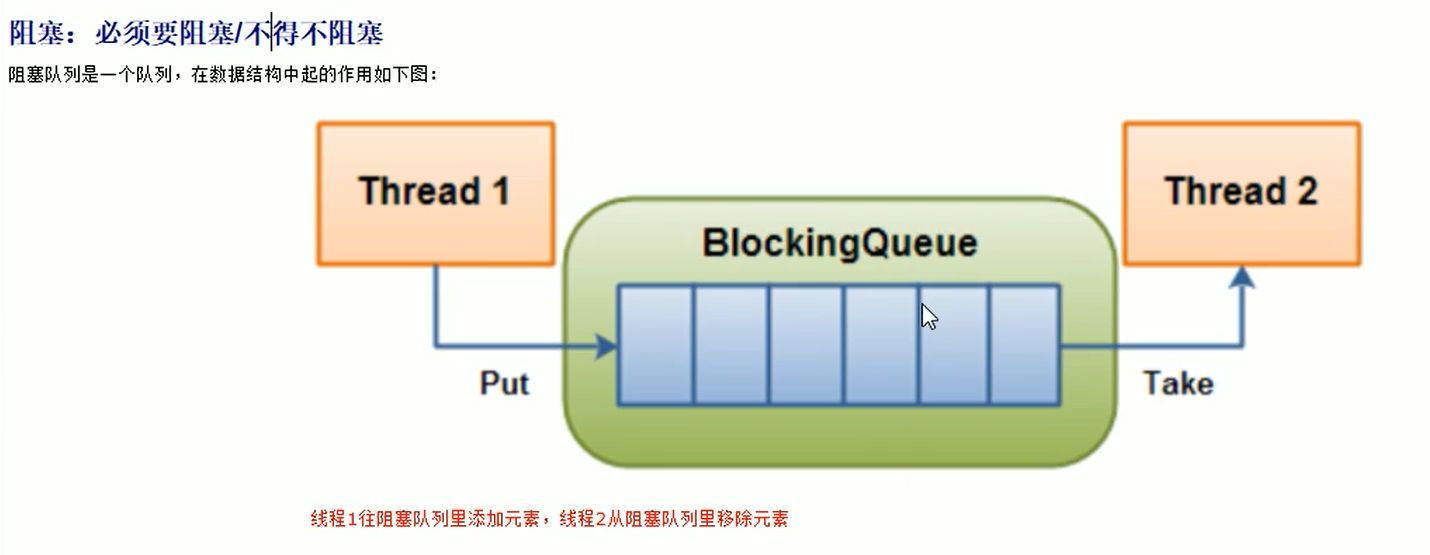 阻塞：必须要阻塞/不得不阻塞
阻塞队列是一个队列，在数据结构中起的作用如下图：
Thread 1
Thread 2
BlockingQueue
Put
Take
线程1往阻塞队列里添加元素，线程2从阻塞队列里移除元素